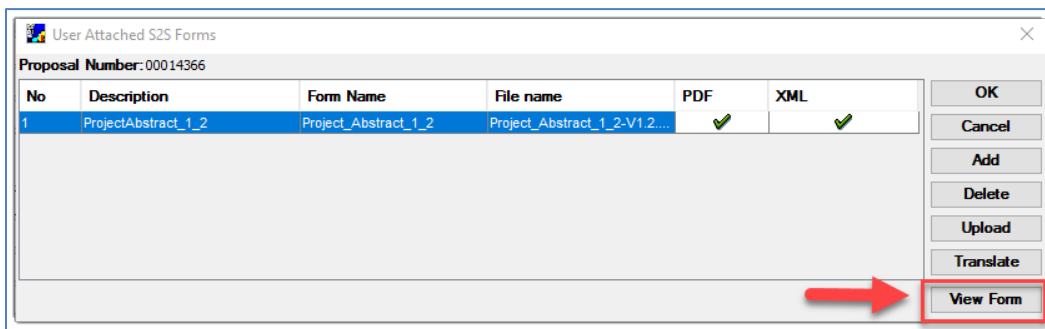 User Attached S2S Forms
Proposal Number: 00014366
No Description Form Name File name PDF XML
1 ProjectAbstract_1_2 Project_Abstract_1_2 Project_Abstract_1_2-V1.2....
OK
Cancel
Add
Delete
Upload
Translate
View Form